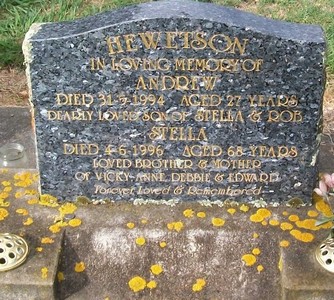 HEWETSON
IN LOVING MEMORY OF
ANDREW
DIED 31-7-1994 AGED 27 YEARS
DEARLY LOVED SON OF STELLA & ROB
STELLA
DIED 4-6-1996 AGED 68 YEARS
LOVED BROTHER & MOTHER
OF VICKY-ANNE, DEBBIE & EDWARD
Forever Loved & Remembered